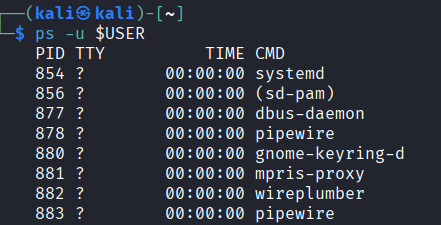 ┌──(kali㉿kali)-[~]
└─$ ps -u $USER
    PID TTY          TIME CMD
    854 ?        00:00:00 systemd
    856 ?        00:00:00 (sd-pam)
    877 ?        00:00:00 dbus-daemon
    878 ?        00:00:00 pipewire
    880 ?        00:00:00 gnome-keyring-d
    881 ?        00:00:00 mpris-proxy
    882 ?        00:00:00 wireplumber
    883 ?        00:00:00 pipewire